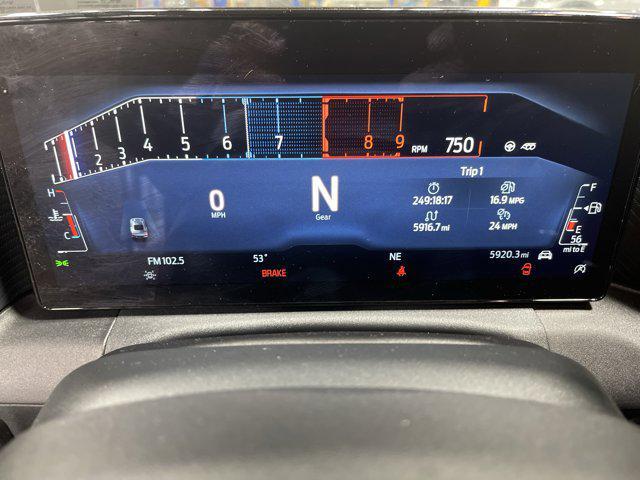 2 3 4 5 6 7 8 9 RPM 750
Trip 1
H F
0 N 249:18:17 16.9 MPG
MPH Gear 5916.7 mi 24 MPH
C E
56
mi to E
FM 102.5 53° NE 5920.3 mi
BRAKE